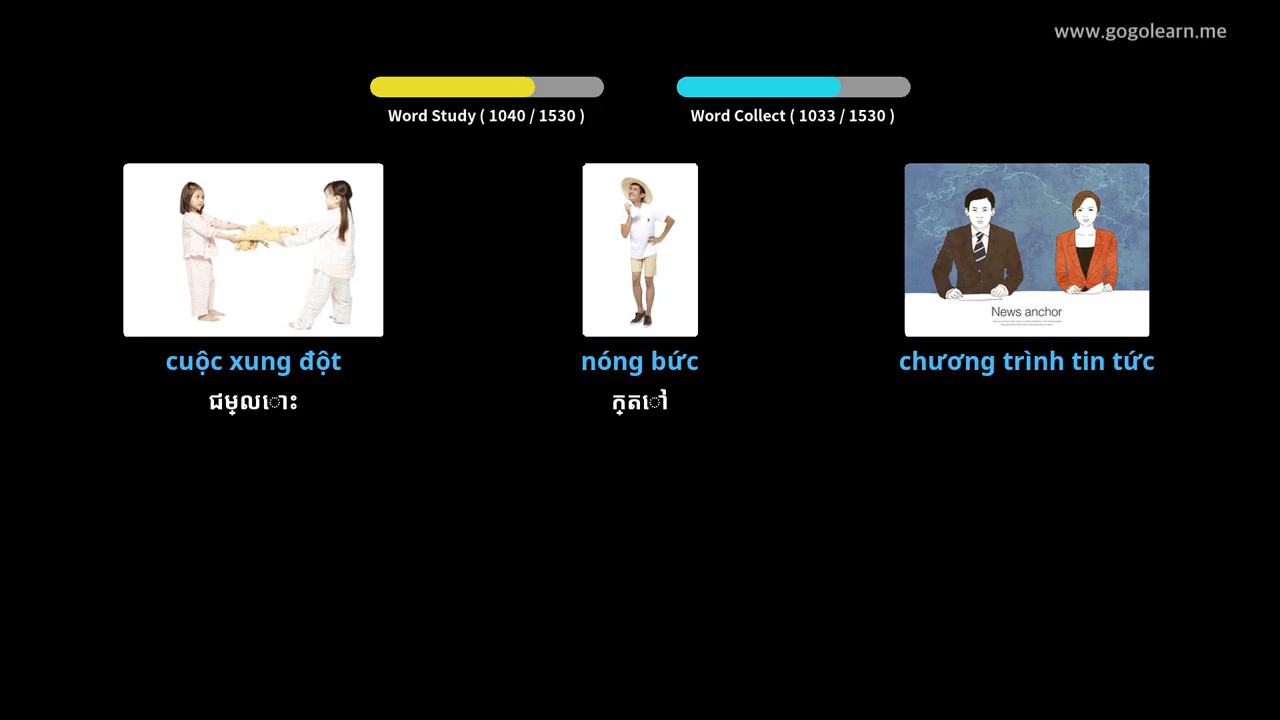 www.gogolearn.me
Word Study ( 1040 / 1530 )
Word Collect ( 1033 / 1530 )
News anchor
cuộc xung đột
nóng bức
chương trình tin tức
ជម្លោះ
ក្តៅ